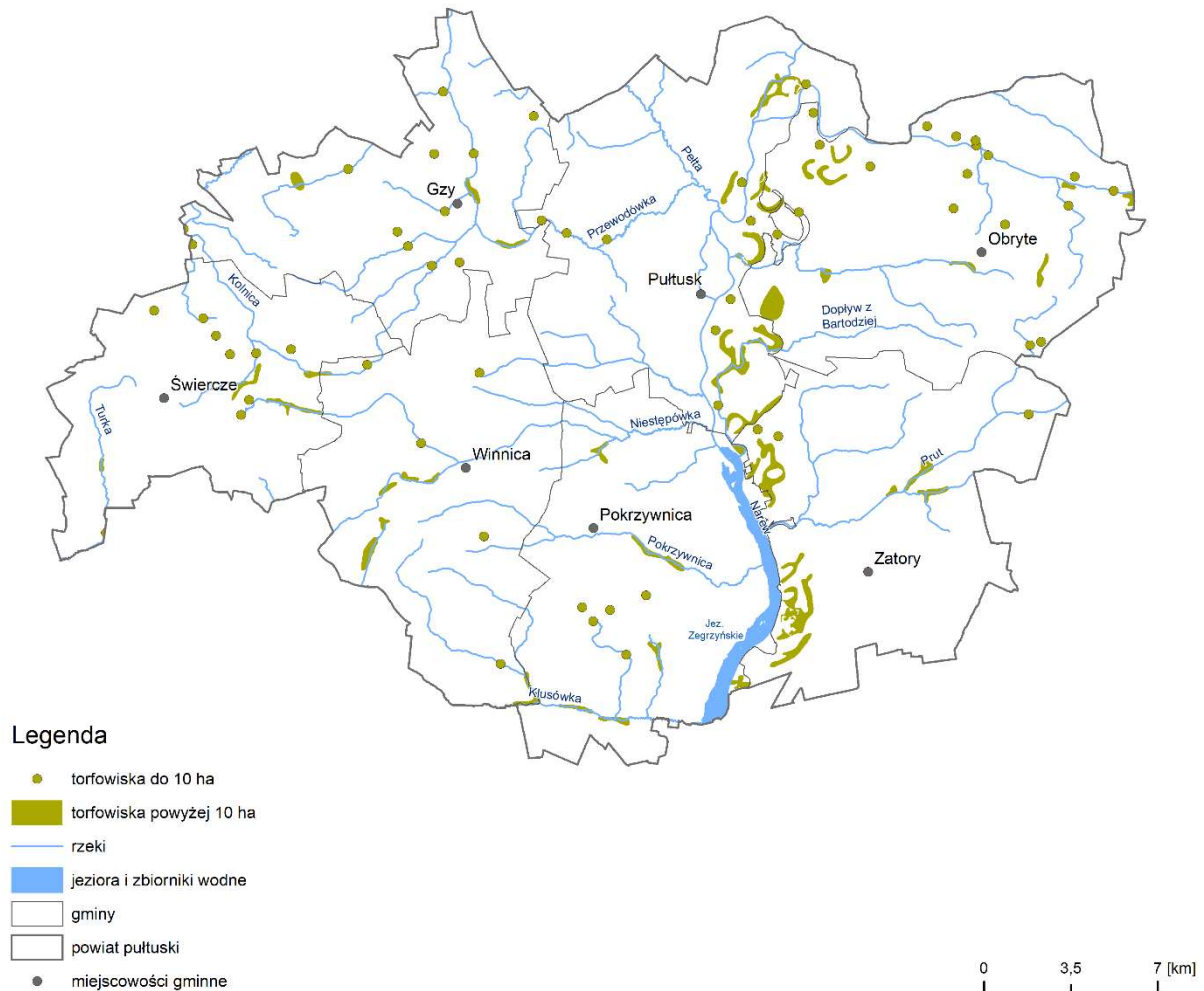 Pełta
Gzy
Przewodówka
Obryte
Kolnica
Pułtusk
Dopływ z
Bartodziej
Świercze
Turka
Niestępówka
Winnica
Prut
Narew
Pokrzywnica
Pokrzywnica
Zatory
Jez.
Zegrzyńskie
Klusówka
Legenda
torfowiska do 10 ha
torfowiska powyżej 10 ha
rzeki
jeziora i zbiorniki wodne
gminy
powiat pułtuski
miejscowości gminne
0 3,5 7 [km]